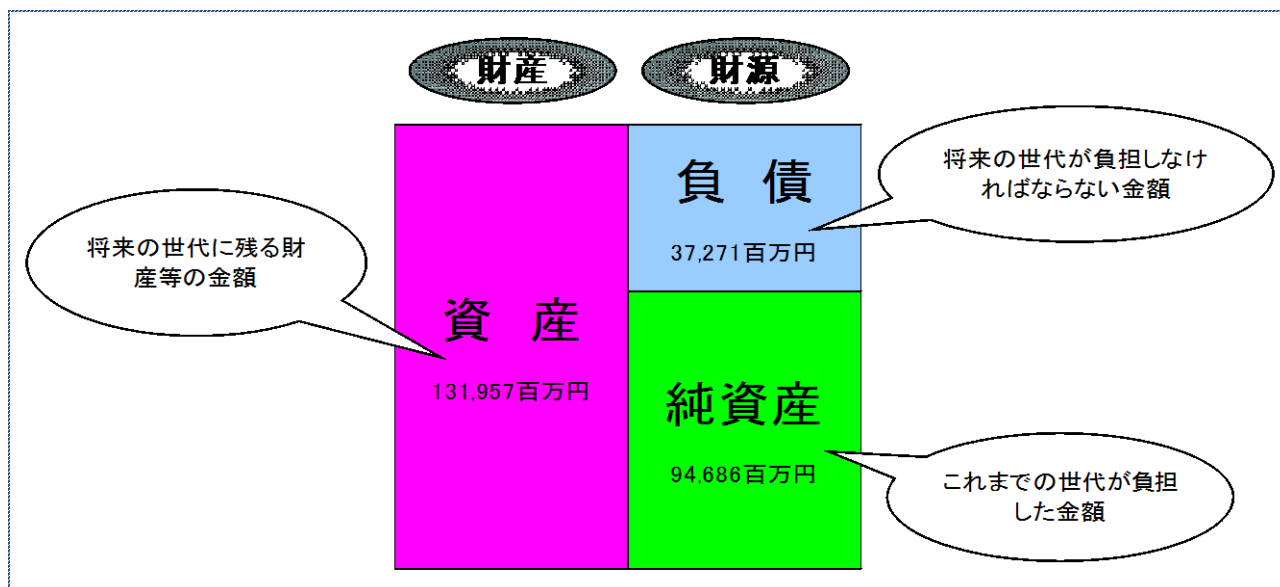 財産
財源
負 債
37,271百万円
将来の世代が負担しなけ
ればならない金額
将来の世代に残る財
産等の金額
資 産
131,957百万円
純資産
94,686百万円
これまでの世代が負担
した金額